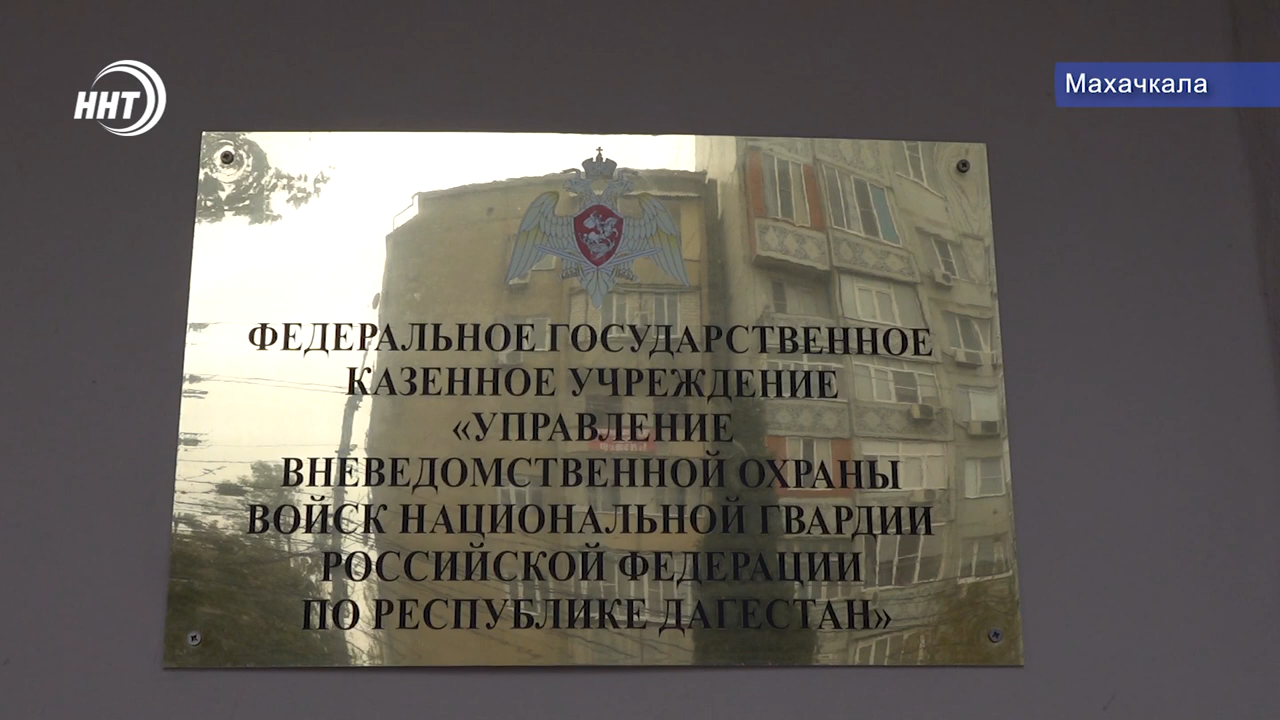 ННТ
Махачкала
ФЕДЕРАЛЬНОЕ ГОСУДАРСТВЕННОЕ
КАЗЕННОЕ УЧРЕЖДЕНИЕ
«УПРАВЛЕНИЕ
ВНЕВЕДОМСТВЕННОЙ ОХРАНЫ
ВОЙСК НАЦИОНАЛЬНОЙ ГВАРДИИ
РОССИЙСКОЙ ФЕДЕРАЦИИ
ПО РЕСПУБЛИКЕ ДАГЕСТАН»